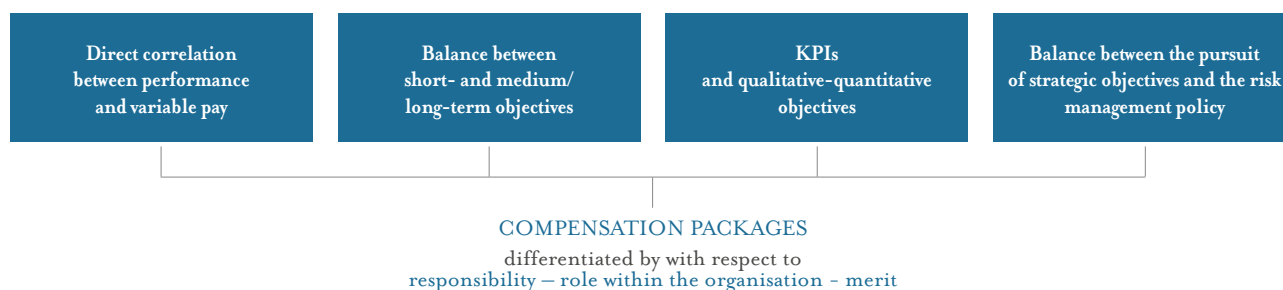 Direct correlation
between performance
and variable pay
Balance between
short- and medium/
long-term objectives
KPIs
and qualitative-quantitative
objectives
Balance between the pursuit
of strategic objectives and the risk
management policy
COMPENSATION PACKAGES
differentiated by with respect to
responsibility – role within the organisation - merit